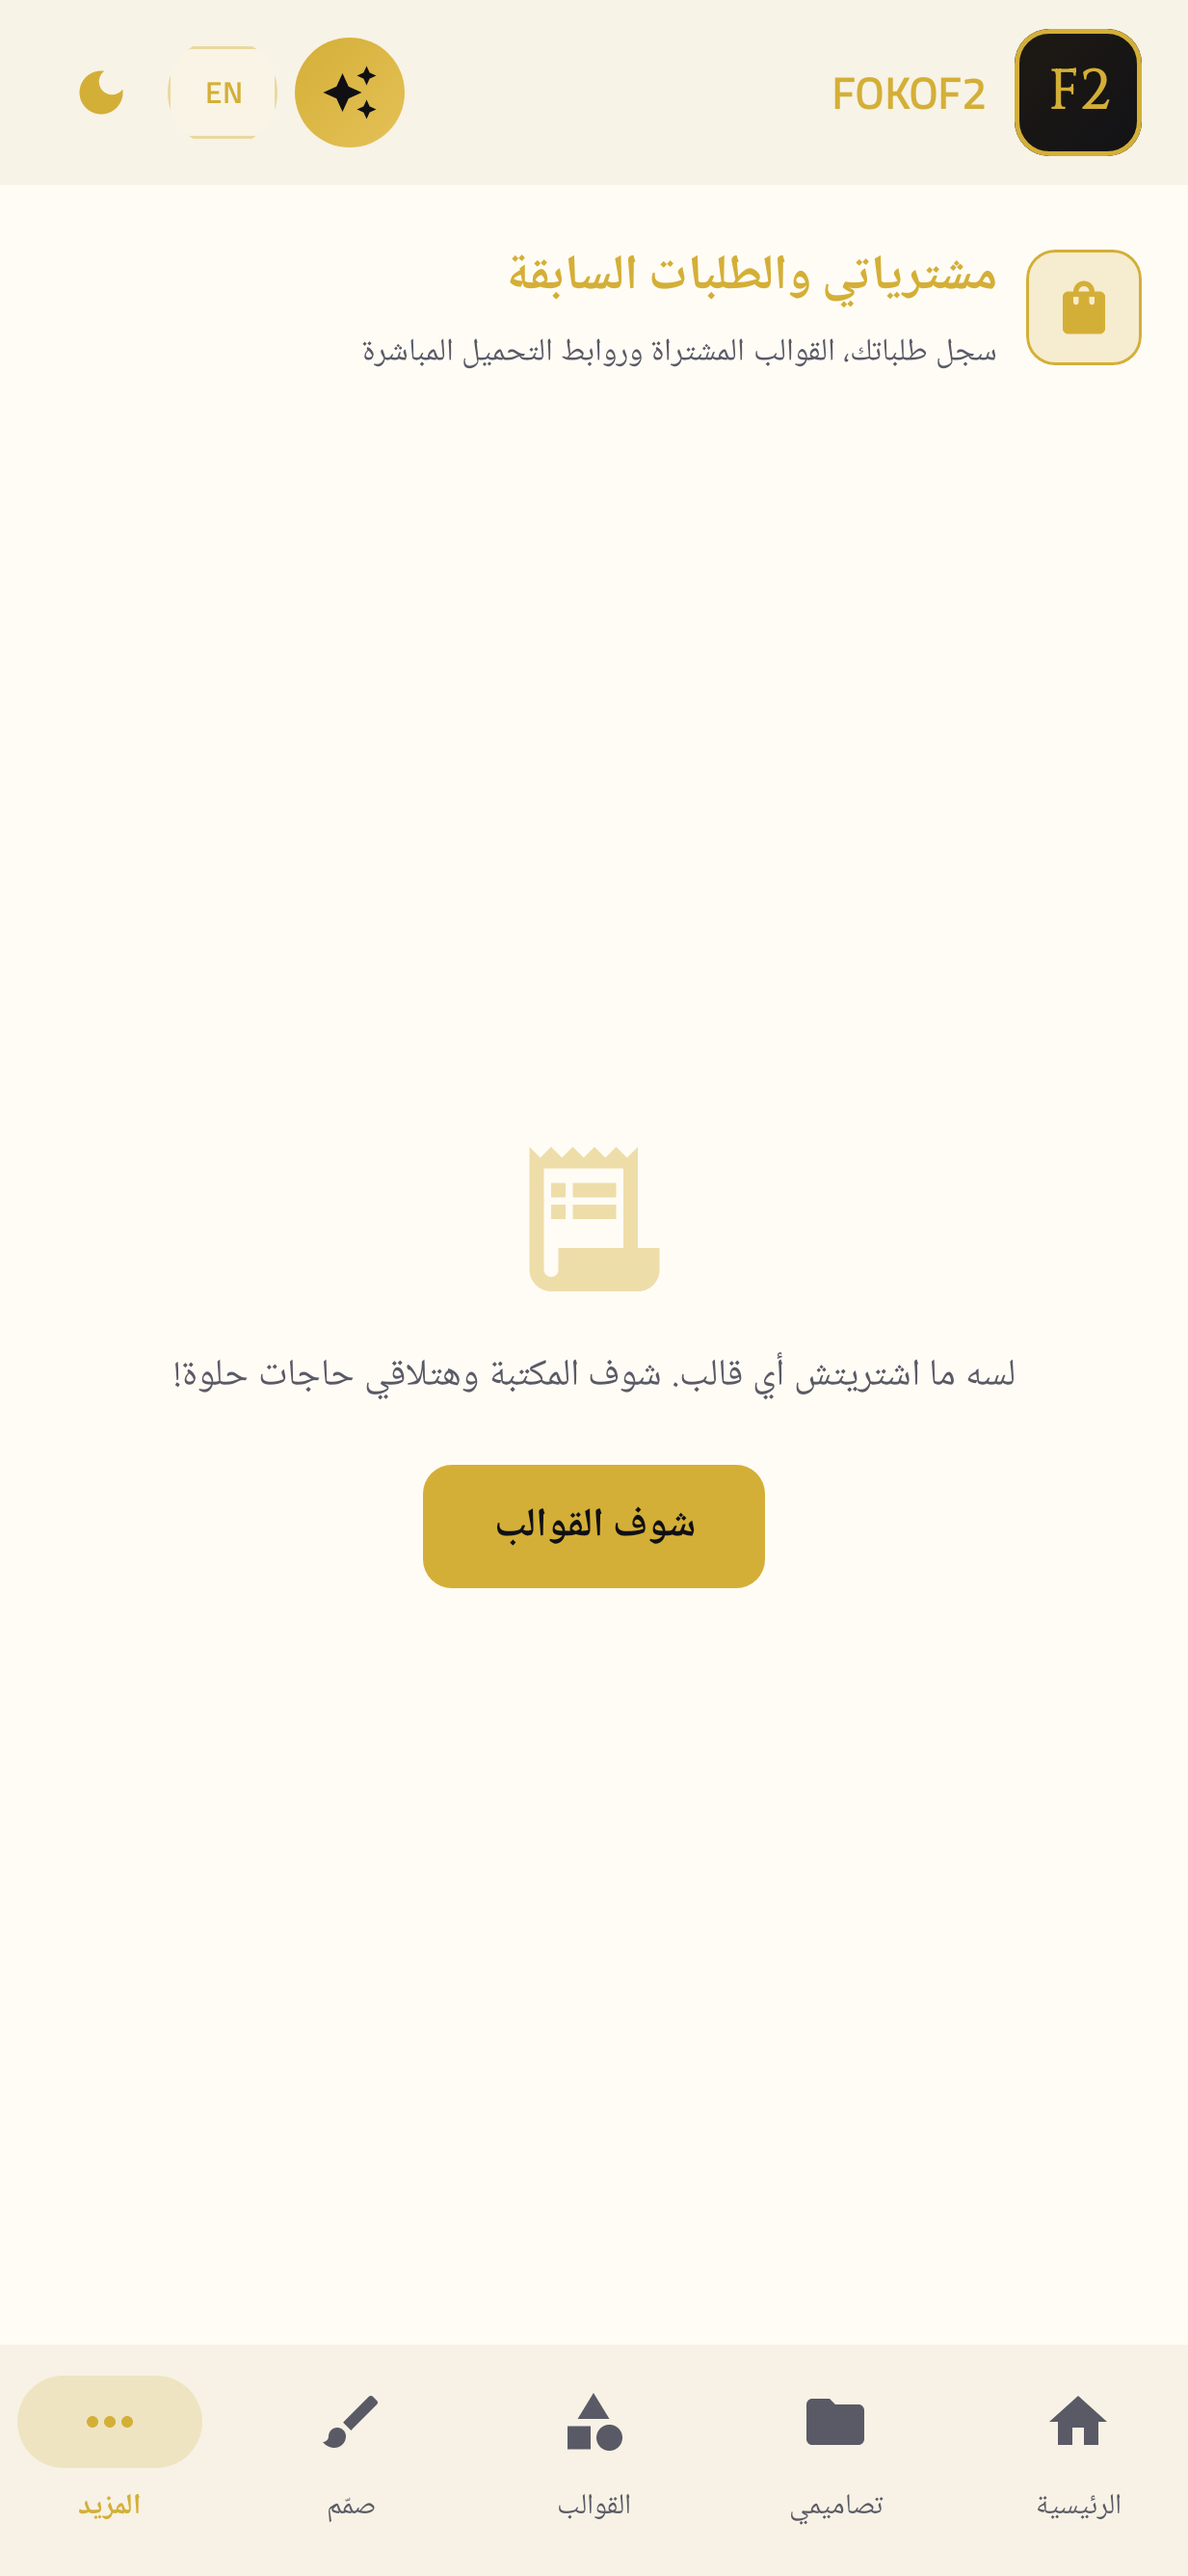 F2
FOKOF2
EN
مشترياتي والطلبات السابقة
سجل طلباتك، القوالب المشتراة وروابط التحميل المباشرة
لسه ما اشتريتش أي قالب. شوف المكتبة وهتلاقي حاجات حلوة!
شوف القوالب
الرئيسية
تصاميمي
القوالب
صمّم
المزيد